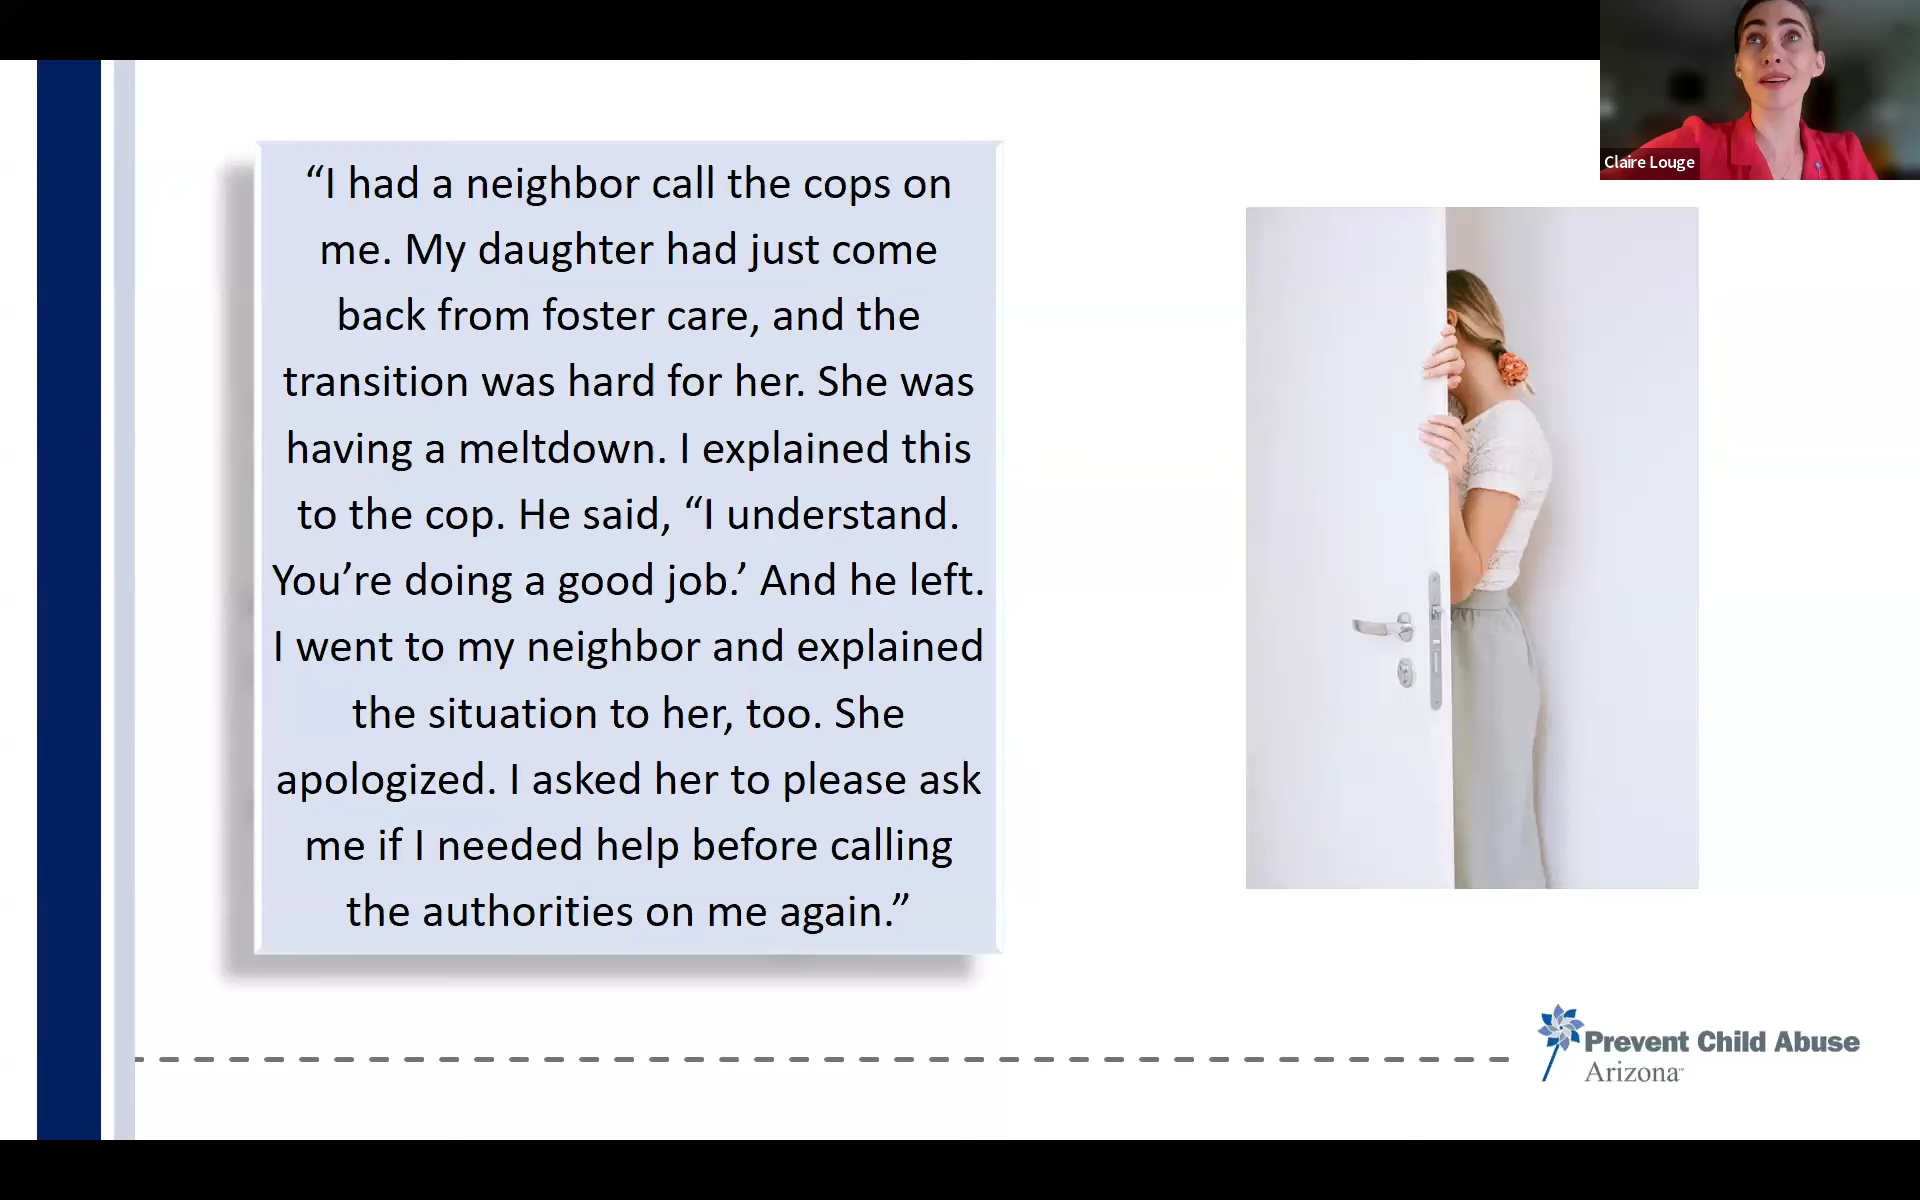 Claire Louge
“I had a neighbor call the cops on
me. My daughter had just come
back from foster care, and the
transition was hard for her. She was
having a meltdown. I explained this
to the cop. He said, “I understand.
You’re doing a good job.’ And he left.
I went to my neighbor and explained
the situation to her, too. She
apologized. I asked her to please ask
me if I needed help before calling
the authorities on me again.”
Prevent Child Abuse
Arizona™